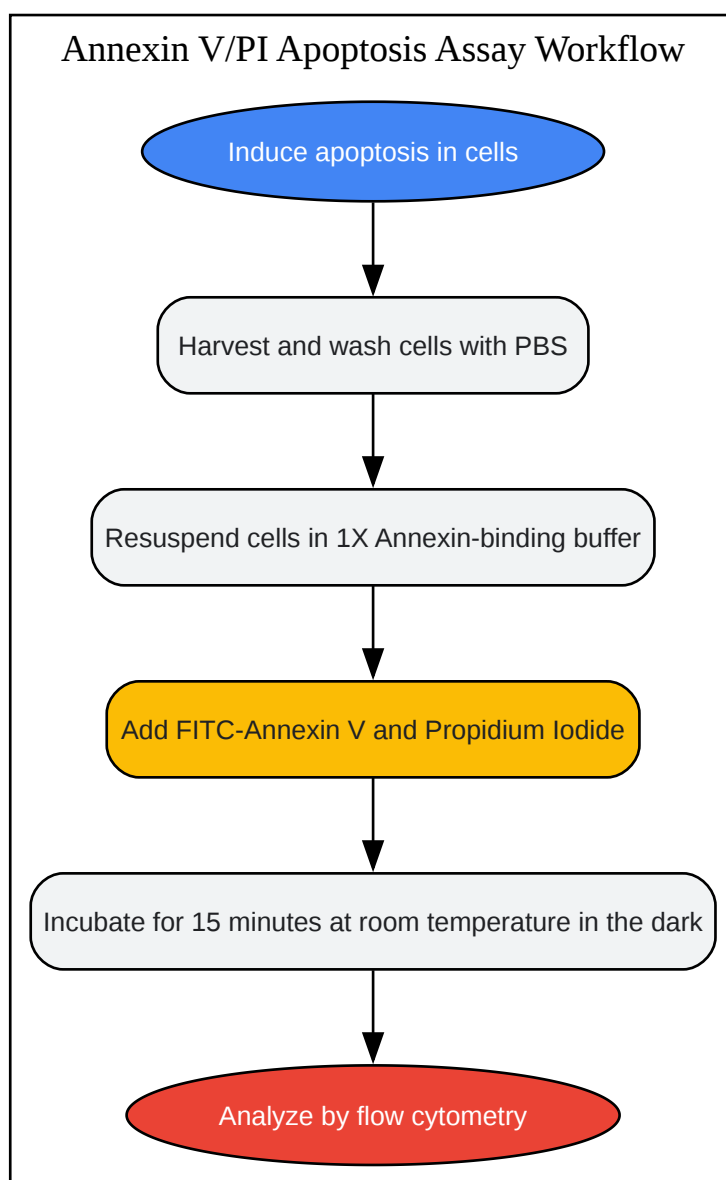 Annexin V/PI Apoptosis Assay Workflow
Induce apoptosis in cells
Harvest and wash cells with PBS
Resuspend cells in 1X Annexin-binding buffer
Add FITC-Annexin V and Propidium Iodide
Incubate for 15 minutes at room temperature in the dark
Analyze by flow cytometry